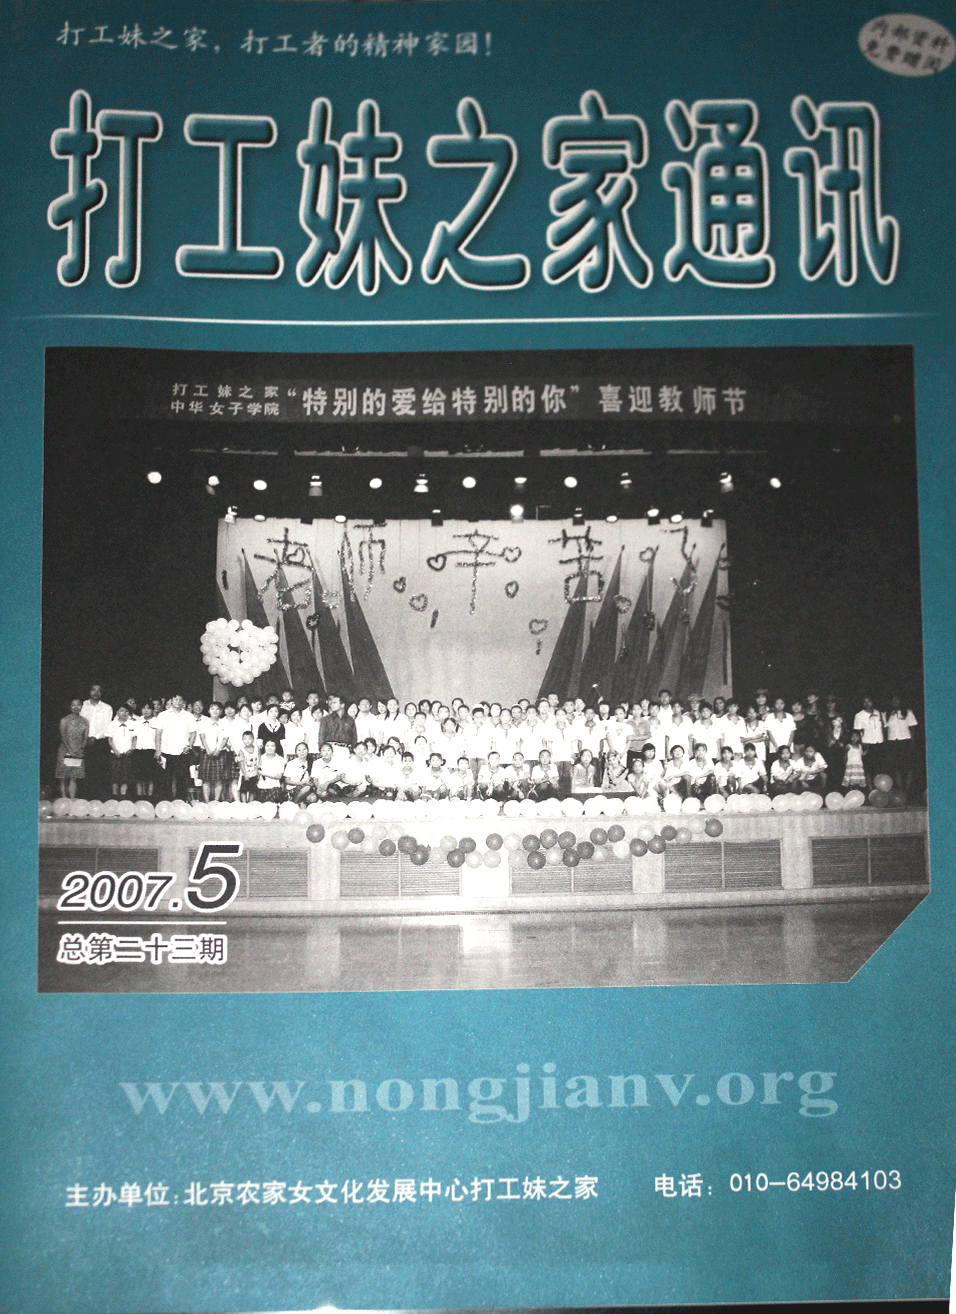 打工妹之家，打工者的精神家园！
内部资料
免费赠阅
打工妹之家通讯
打工妹之家
中华女子学院
“特别的爱给特别的你”喜迎教师节
老师辛苦了
2007.5
总第二十三期
www.nongjianv.org
主办单位：北京农家女文化发展中心打工妹之家 电话：010-64984103